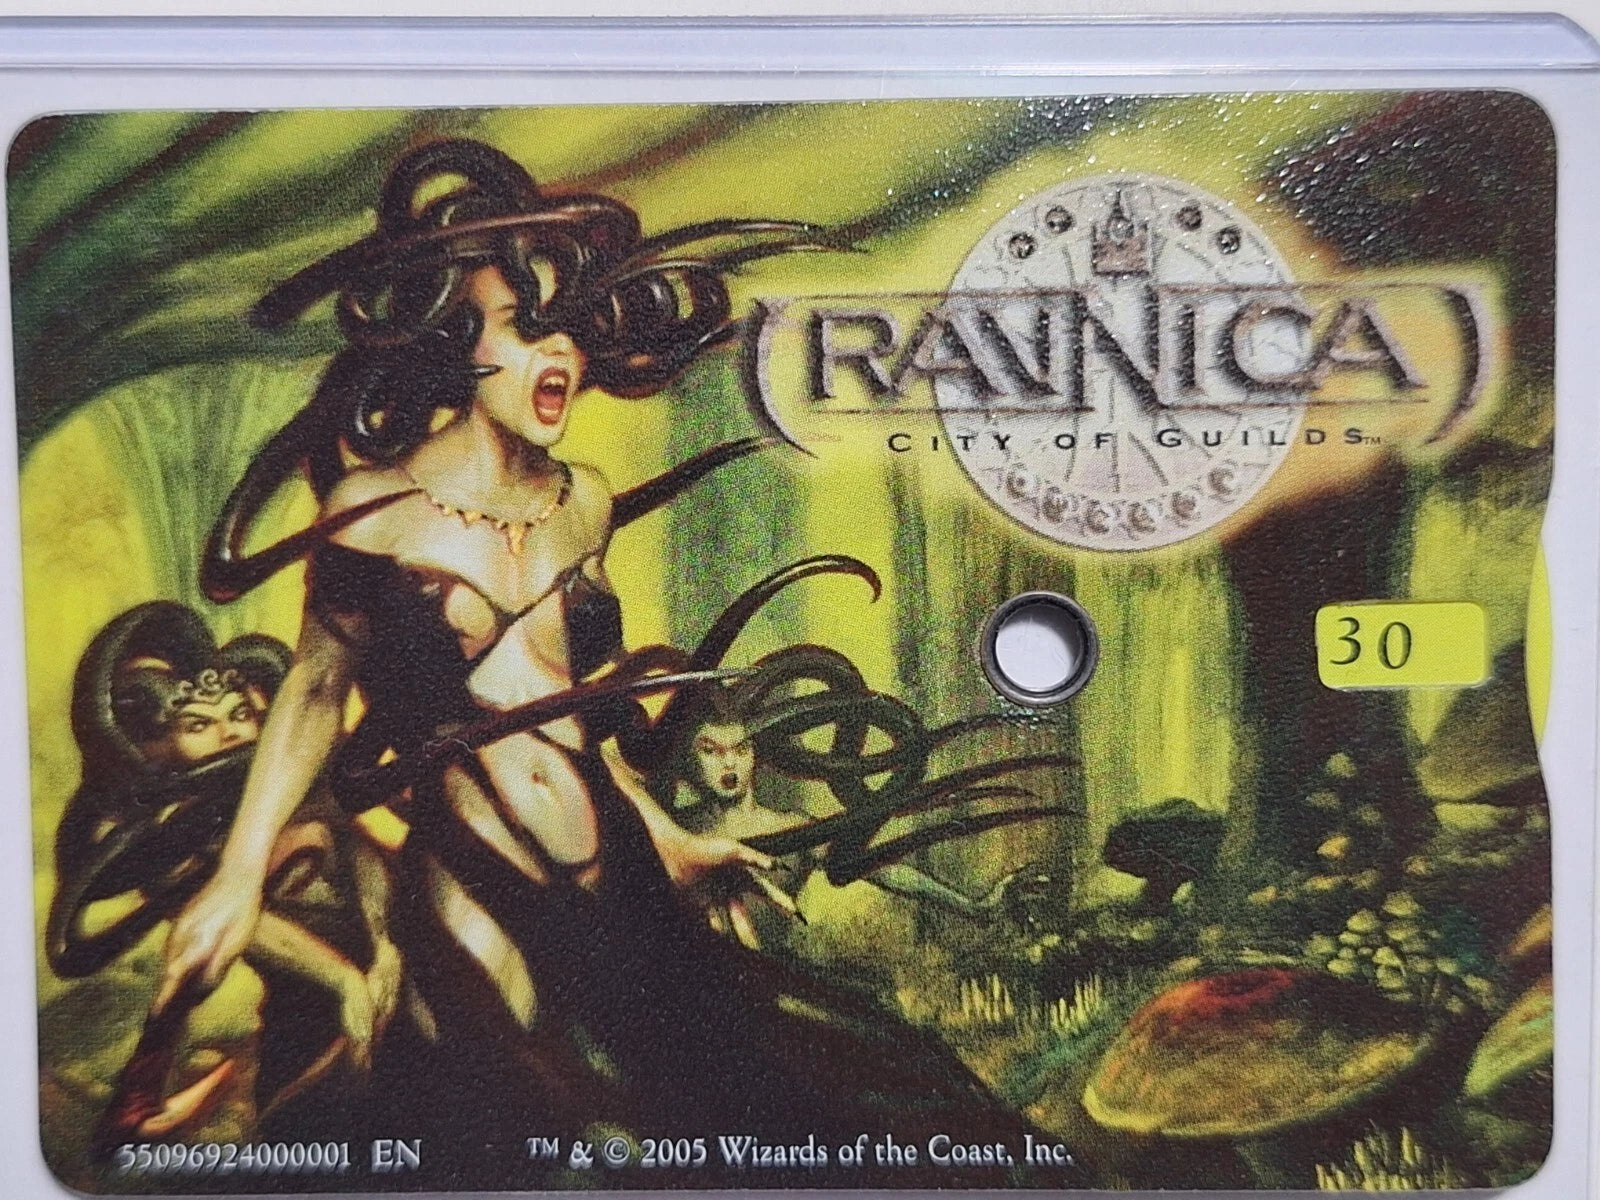 RAVNICA
CITY OF GUILDS™
30
55096924000001 EN
™ & © 2005 Wizards of the Coast, Inc.